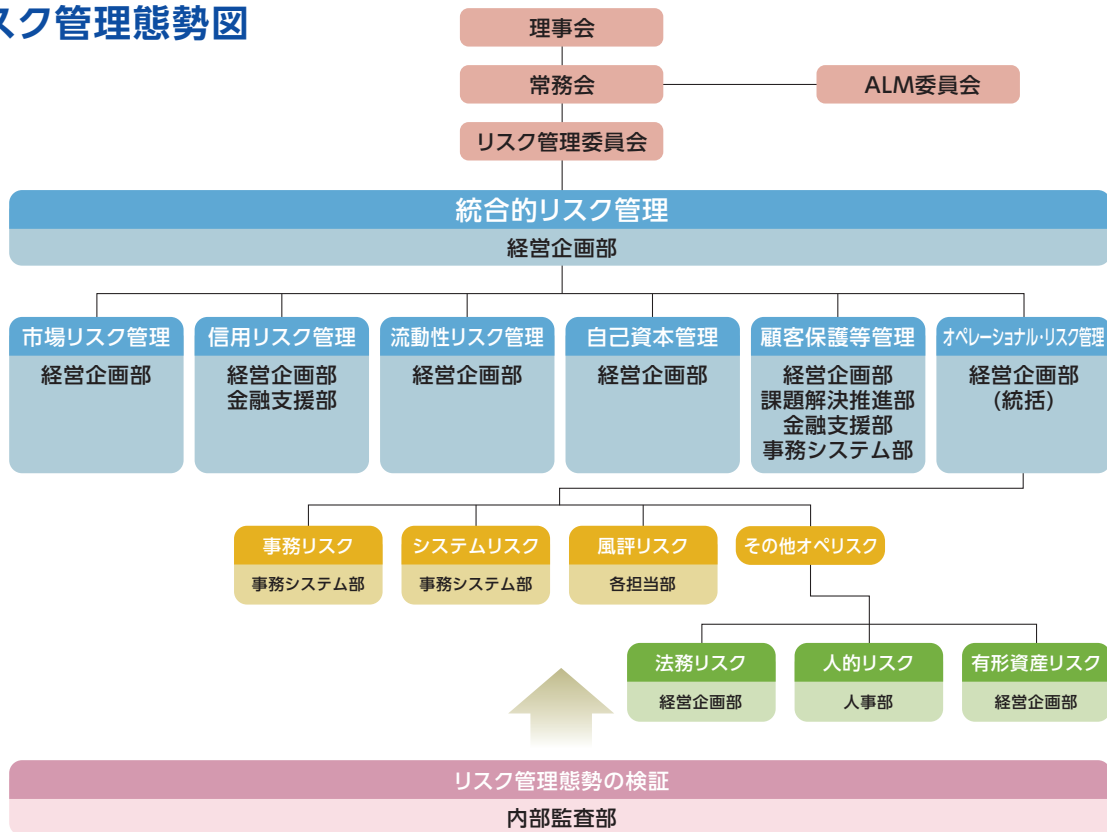 スク管理態勢図
理事会
常務会
ALM委員会
リスク管理委員会
統合的リスク管理
経営企画部
市場リスク管理
経営企画部
信用リスク管理
経営企画部
金融支援部
流動性リスク管理
経営企画部
自己資本管理
経営企画部
顧客保護等管理
経営企画部
課題解決推進部
金融支援部
事務システム部
オペレーショナル・リスク管理
経営企画部
(統括)
事務リスク
事務システム部
システムリスク
事務システム部
風評リスク
各担当部
その他オペリスク
法務リスク
経営企画部
人的リスク
人事部
有形資産リスク
経営企画部
リスク管理態勢の検証
内部監査部